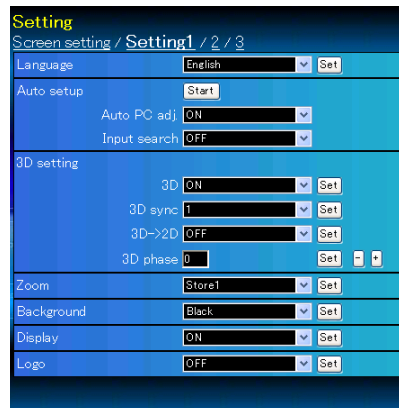 Setting
Screen setting / Setting1 / 2 / 3
Language English Set
Auto setup Start
Auto PC adj. ON
Input search OFF
3D setting
3D ON Set
3D sync 1 Set
3D->2D OFF Set
3D phase 0 Set - +
Zoom Store1 Set
Background Black Set
Display ON Set
Logo OFF Set